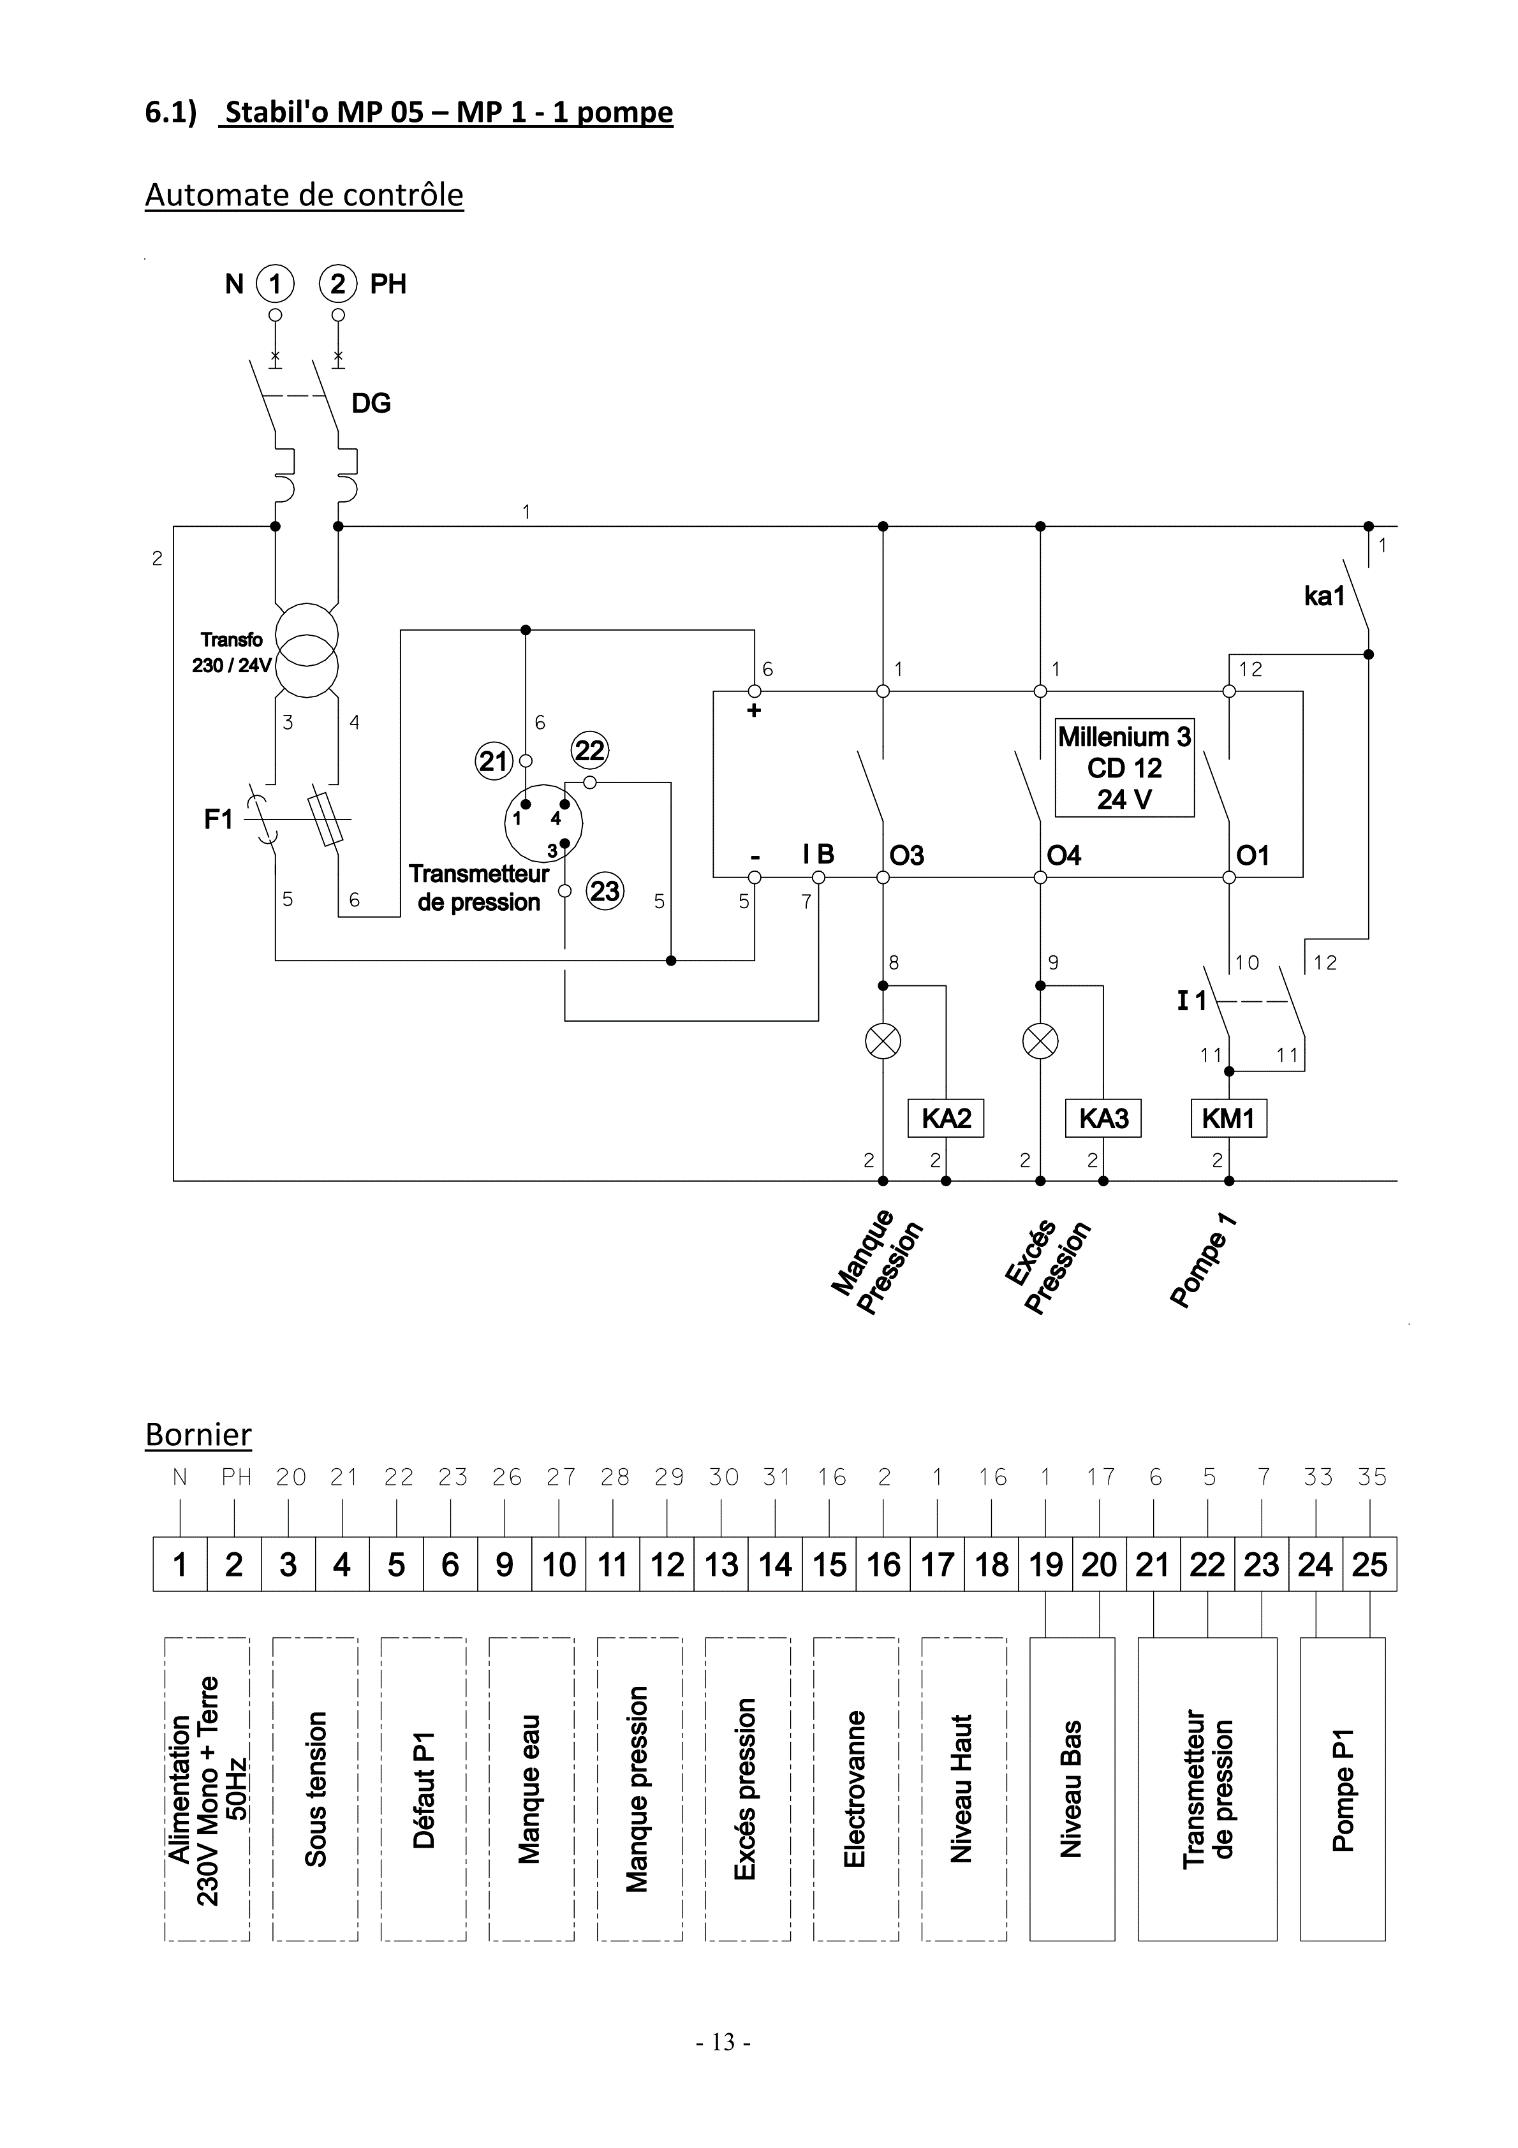 6.1) Stabil'o MP 05 – MP 1 - 1 pompe
Automate de contrôle
N 1 2 PH
DG
1
2
1
ka1
Transfo
230 / 24V
6 1 1 12
+
3 4
6
21 22
Millenium 3
CD 12
24 V
F1
1 4
3
Transmetteur
de pression
23
- I B O3 O4 O1
5 6 5 5 7
8 9 10 12
I 1
11 11
KA2 KA3 KM1
2 2 2 2 2
Manque
Pression
Excés
Pression
Pompe 1
Bornier
N PH 20 21 22 23 26 27 28 29 30 31 16 2 1 16 1 17 6 5 7 33 35
1 2 3 4 5 6 9 10 11 12 13 14 15 16 17 18 19 20 21 22 23 24 25
Alimentation
230V Mono + Terre
50Hz
Sous tension
Défaut P1
Manque eau
Manque pression
Excés pression
Electrovanne
Niveau Haut
Niveau Bas
Transmetteur
de pression
Pompe P1
- 13 -